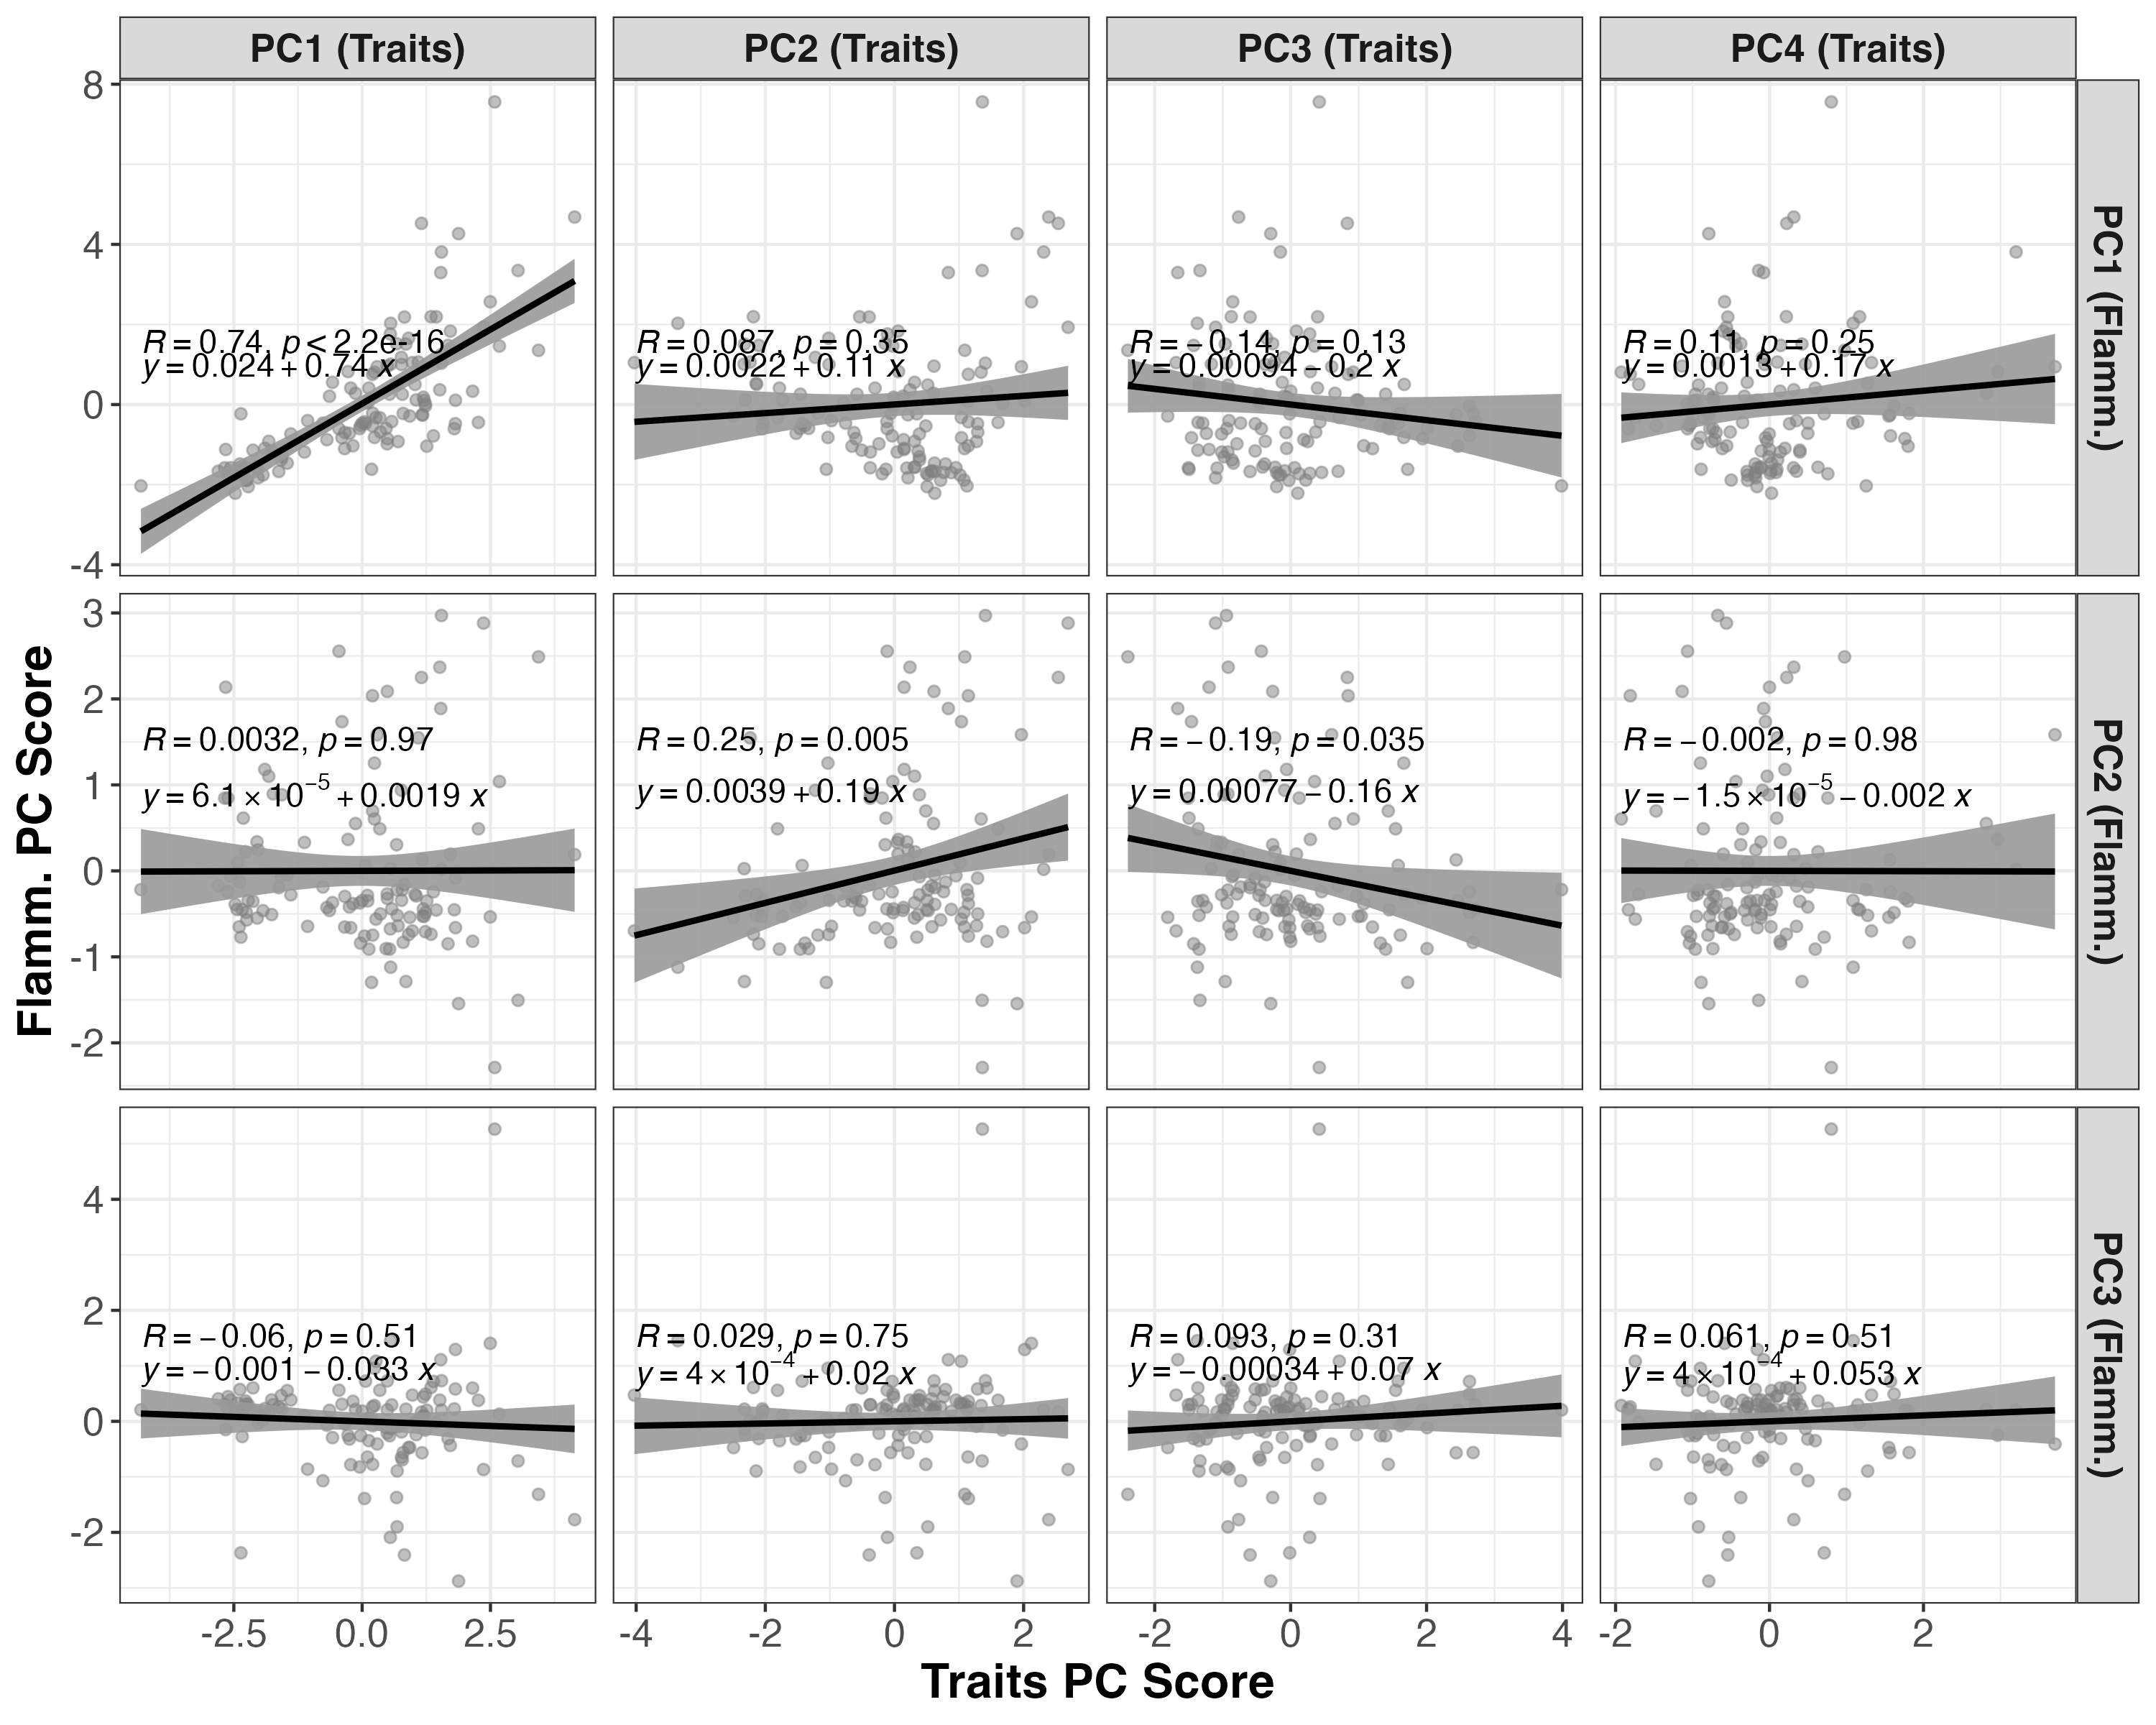 PC1 (Traits) PC2 (Traits) PC3 (Traits) PC4 (Traits)
8
4
0
-4
R = 0.74, p < 2.2e-16
y = 0.024 + 0.74 x
R = 0.087, p = 0.35
y = 0.0022 + 0.11 x
R = −0.14, p = 0.13
y = 0.00094 − 0.2 x
R = 0.11, p = 0.25
y = 0.0013 + 0.17 x
PC1 (Flamm.)
Flamm. PC Score
3
2
1
0
-1
-2
R = 0.0032, p = 0.97
y = 6.1 × 10⁻⁵ + 0.0019 x
R = 0.25, p = 0.005
y = 0.0039 + 0.19 x
R = −0.19, p = 0.035
y = 0.00077 − 0.16 x
R = −0.002, p = 0.98
y = −1.5 × 10⁻⁵ − 0.002 x
PC2 (Flamm.)
4
2
0
-2
R = −0.06, p = 0.51
y = −0.001 − 0.033 x
R = 0.029, p = 0.75
y = 4 × 10⁻⁴ + 0.02 x
R = 0.093, p = 0.31
y = −0.00034 + 0.07 x
R = 0.061, p = 0.51
y = 4 × 10⁻⁴ + 0.053 x
PC3 (Flamm.)
-2.5 0.0 2.5 -4 -2 0 2 -2 0 2 4 -2 0 2
Traits PC Score